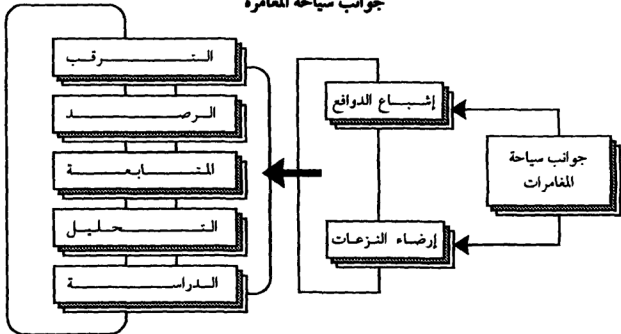 جوانب سياحة المغامرة
جوانب سياحة
المغامرات
إشباع الدوافع
إرضاء النزعات
الترقب
الرصد
المتابعة
التحليل
الدراسة